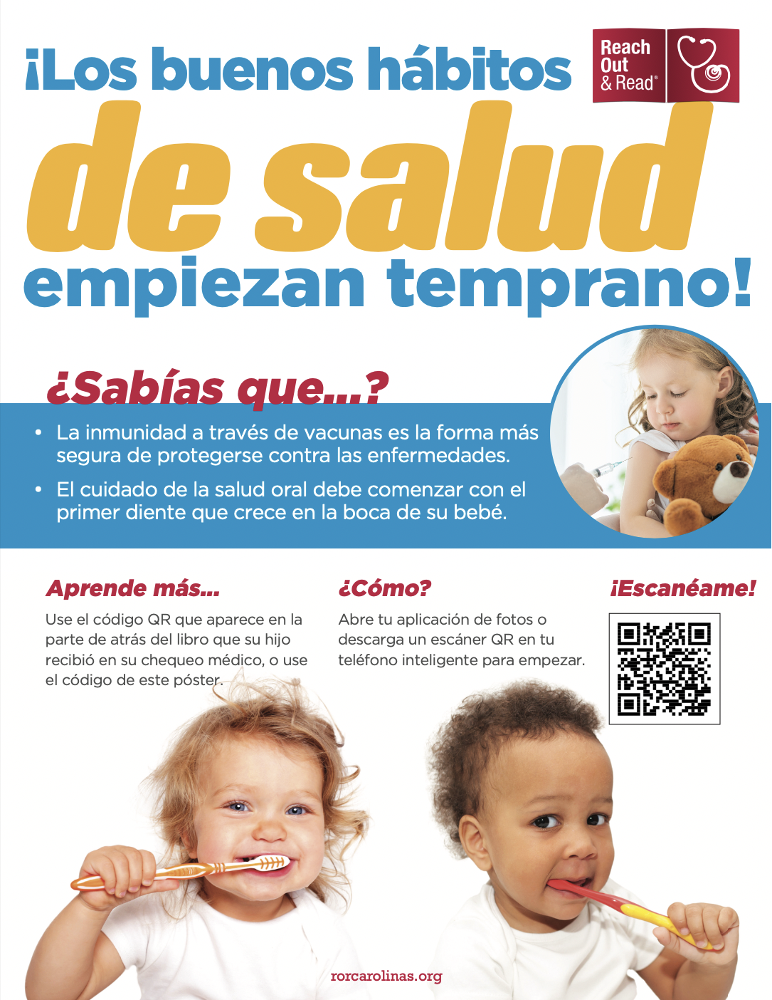 ¡Los buenos hábitos
de salud
empiezan temprano!
Reach
Out
& Read®
¿Sabías que...?
• La inmunidad a través de vacunas es la forma más
segura de protegerse contra las enfermedades.
• El cuidado de la salud oral debe comenzar con el
primer diente que crece en la boca de su bebé.
Aprende más...
Use el código QR que aparece en la
parte de atrás del libro que su hijo
recibió en su chequeo médico, o use
el código de este póster.
¿Cómo?
Abre tu aplicación de fotos o
descarga un escáner QR en tu
teléfono inteligente para empezar.
¡Escanéame!
rorcarolinas.org